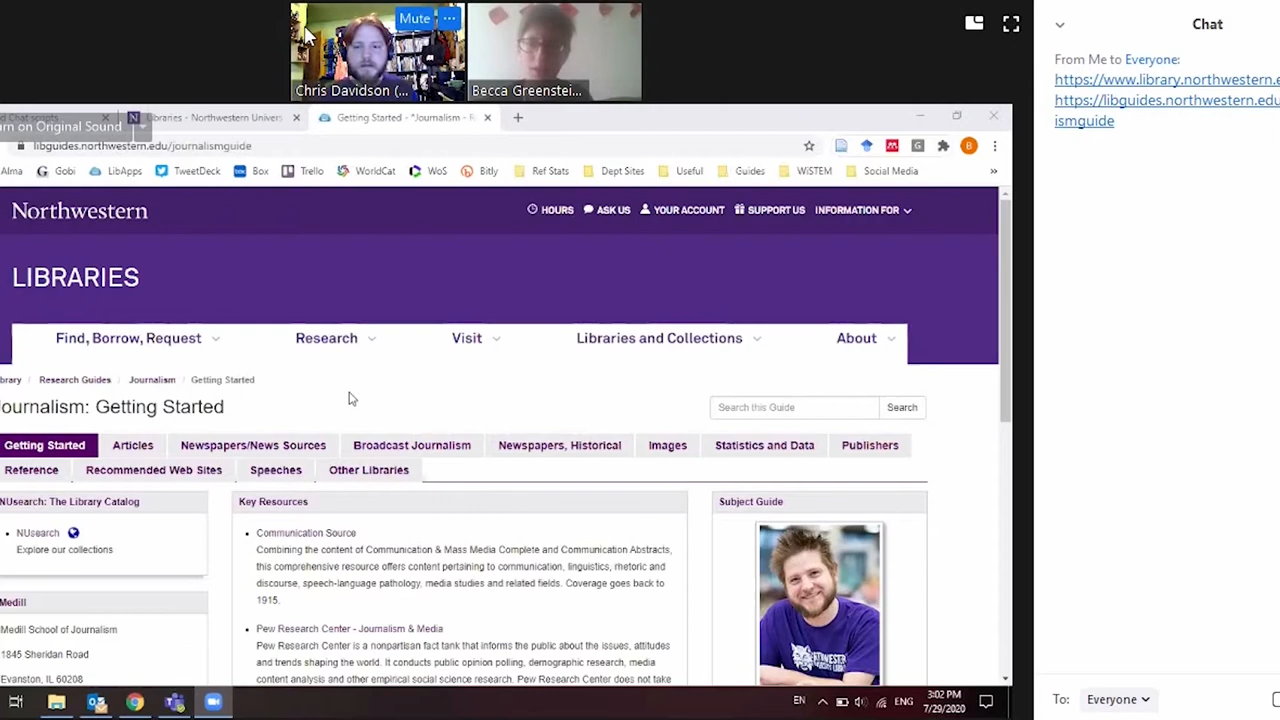 Mute
...
Chris Davidson (...
Becca Greenstei...
Chat
From Me to Everyone:
https://www.library.northwestern.e
https://libguides.northwestern.edu
ismguide
d Chat scripts
Libraries - Northwestern Univers
Getting Started - *Journalism - R
urn on Original Sound
libguides.northwestern.edu/journalismguide
B
Alma
Gobi
LibApps
TweetDeck
Box
Trello
WorldCat
WoS
Bitly
Ref Stats
Dept Sites
Useful
Guides
WiSTEM
Social Media
»
Northwestern
HOURS
ASK US
YOUR ACCOUNT
SUPPORT US
INFORMATION FOR
LIBRARIES
Find, Borrow, Request
Research
Visit
Libraries and Collections
About
brary / Research Guides / Journalism / Getting Started
ournalism: Getting Started
Search this Guide
Search
Getting Started
Articles
Newspapers/News Sources
Broadcast Journalism
Newspapers, Historical
Images
Statistics and Data
Publishers
Reference
Recommended Web Sites
Speeches
Other Libraries
NUsearch: The Library Catalog
NUsearch
Explore our collections
Medill
Medill School of Journalism
1845 Sheridan Road
Evanston, IL 60208
Key Resources
Communication Source
Combining the content of Communication & Mass Media Complete and Communication Abstracts,
this comprehensive resource offers content pertaining to communication, linguistics, rhetoric and
discourse, speech-language pathology, media studies and related fields. Coverage goes back to
1915.
Pew Research Center - Journalism & Media
Pew Research Center is a nonpartisan fact tank that informs the public about the issues, attitudes
and trends shaping the world. It conducts public opinion polling, demographic research, media
content analysis and other empirical social science research. Pew Research Center does not take
Subject Guide
EN
ENG
3:02 PM
7/29/2020
To:
Everyone